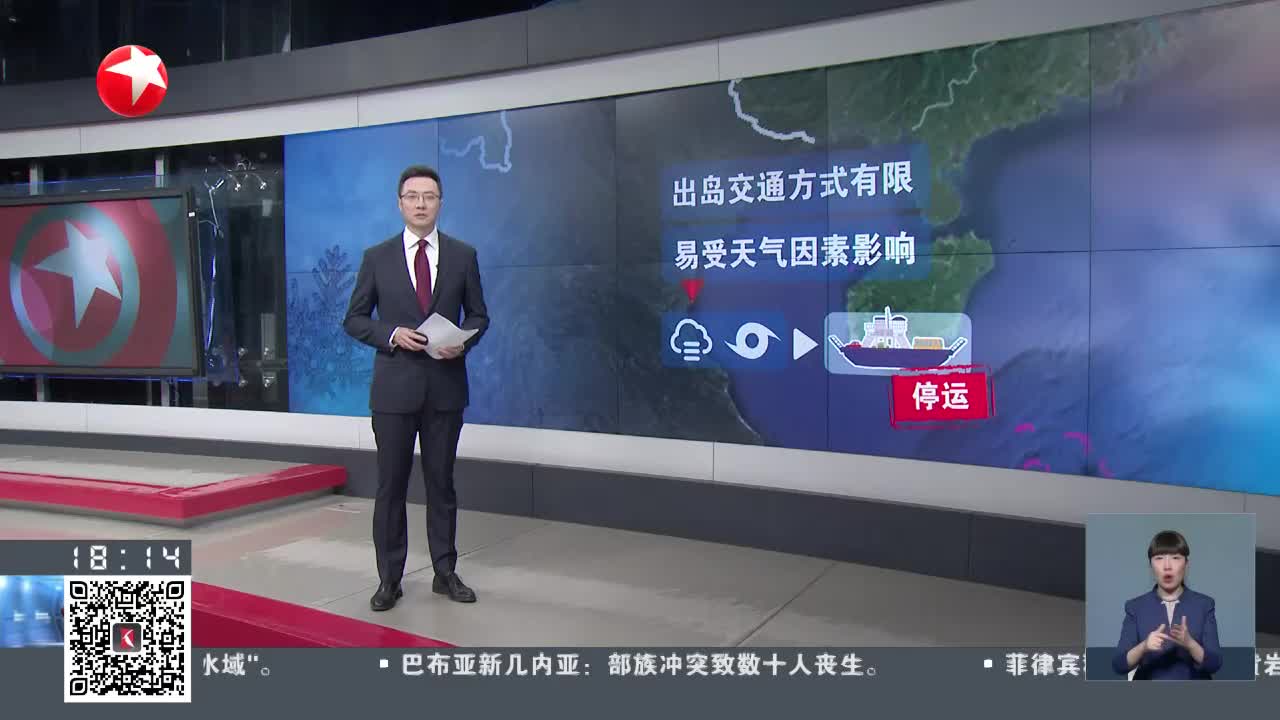 出岛交通方式有限
易受天气因素影响
停运
18:14
水域"。
▪ 巴布亚新几内亚：部族冲突致数十人丧生。
▪ 菲律宾
岩